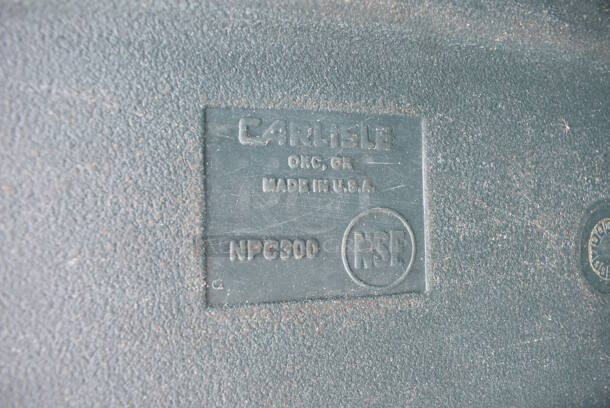 CARLISLE
OKC, OK
MADE IN U.S.A.
NPC300
NSF